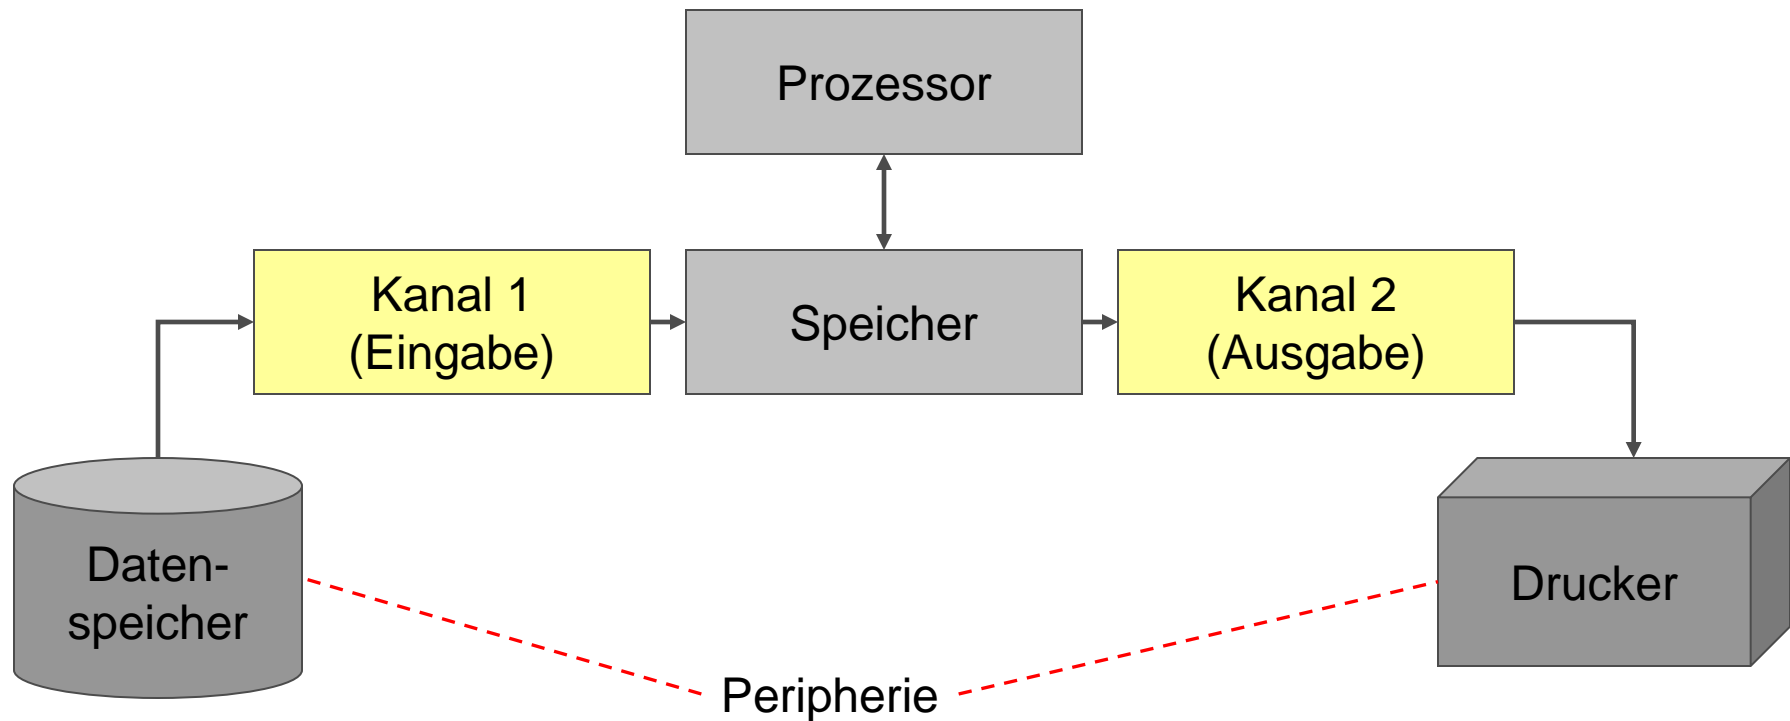 Prozessor
Kanal 1
(Eingabe)
Speicher
Kanal 2
(Ausgabe)
Daten-
speicher
Drucker
Peripherie